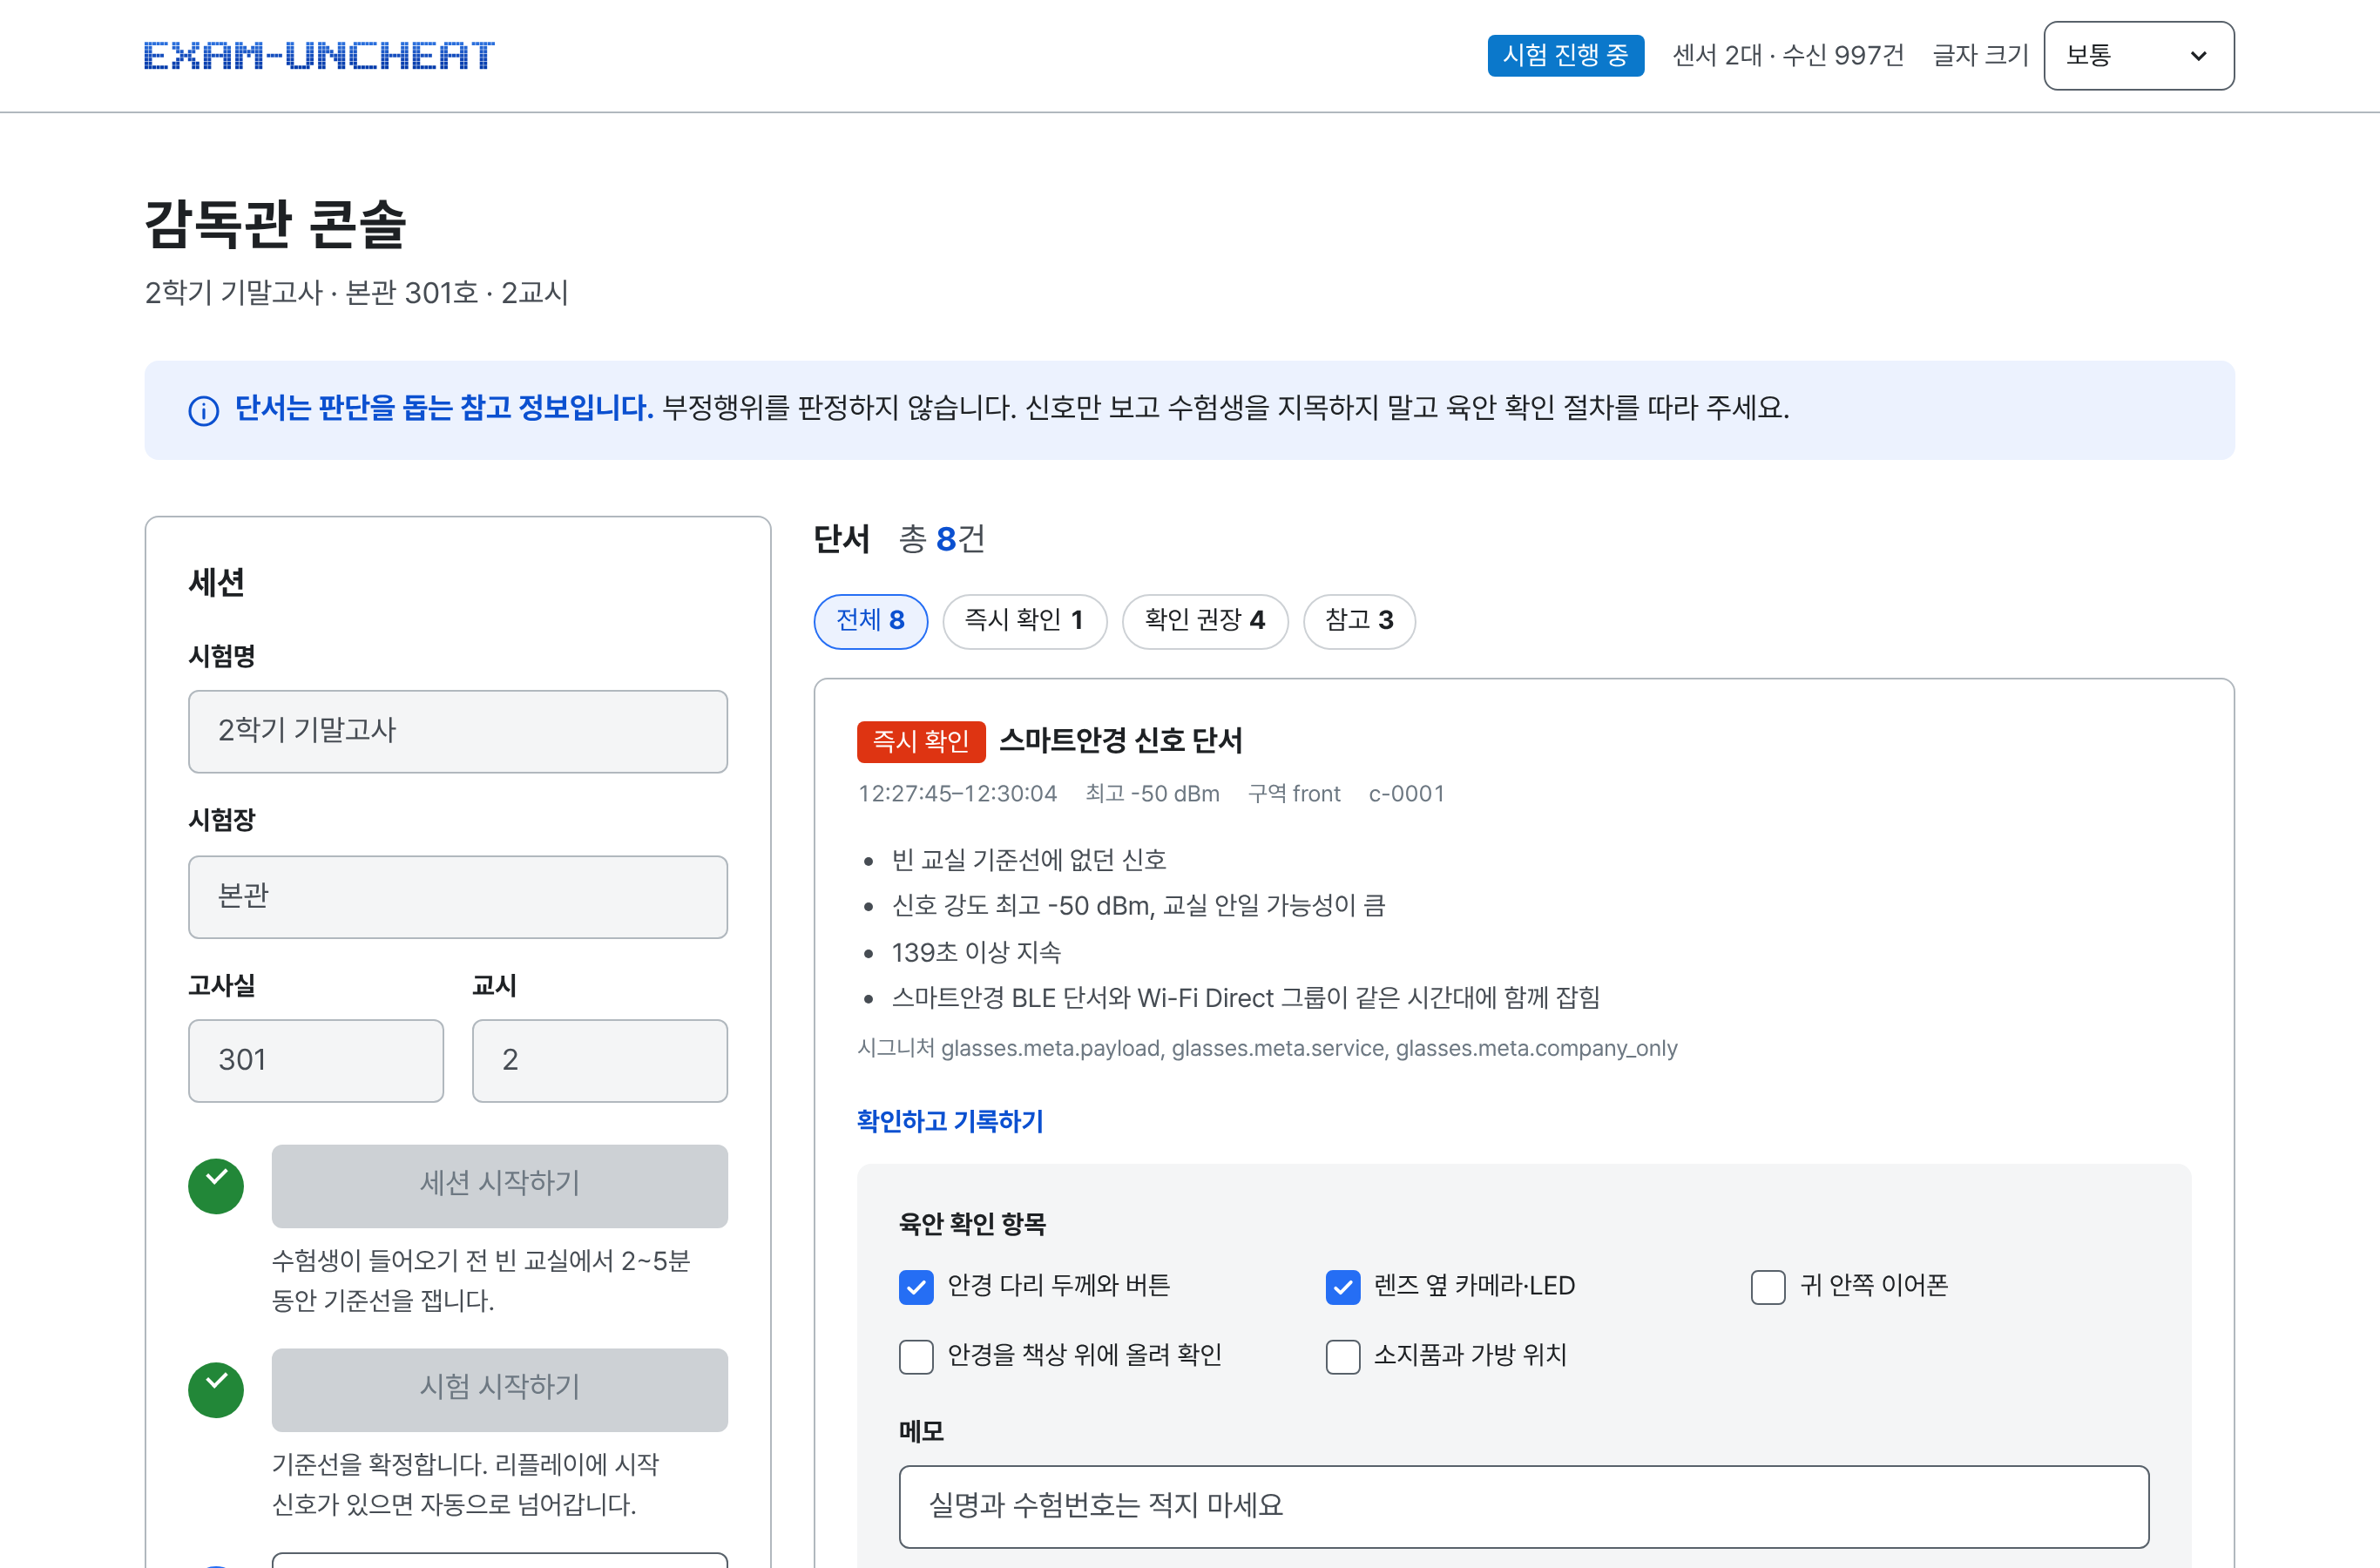 EXAM-UNCHEAT
시험 진행 중 센서 2대 · 수신 997건 글자 크기 보통
감독관 콘솔
2학기 기말고사 · 본관 301호 · 2교시
단서는 판단을 돕는 참고 정보입니다. 부정행위를 판정하지 않습니다. 신호만 보고 수험생을 지목하지 말고 육안 확인 절차를 따라 주세요.
세션
시험명
2학기 기말고사
시험장
본관
고사실 교시
301 2
세션 시작하기
수험생이 들어오기 전 빈 교실에서 2~5분
동안 기준선을 잽니다.
시험 시작하기
기준선을 확정합니다. 리플레이에 시작
신호가 있으면 자동으로 넘어갑니다.
단서 총 8건
전체 8 즉시 확인 1 확인 권장 4 참고 3
즉시 확인 스마트안경 신호 단서
12:27:45–12:30:04 최고 -50 dBm 구역 front c-0001
• 빈 교실 기준선에 없던 신호
• 신호 강도 최고 -50 dBm, 교실 안일 가능성이 큼
• 139초 이상 지속
• 스마트안경 BLE 단서와 Wi-Fi Direct 그룹이 같은 시간대에 함께 잡힘
시그니처 glasses.meta.payload, glasses.meta.service, glasses.meta.company_only
확인하고 기록하기
육안 확인 항목
안경 다리 두께와 버튼 렌즈 옆 카메라·LED 귀 안쪽 이어폰
안경을 책상 위에 올려 확인 소지품과 가방 위치
메모
실명과 수험번호는 적지 마세요